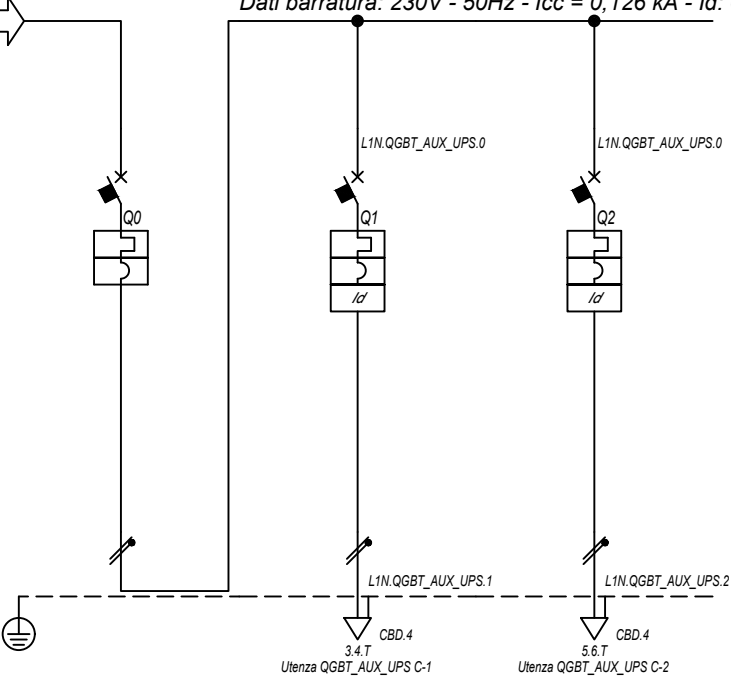 Dati barratura: 230V - 50Hz - Icc = 0,126 kA - Id:
L1N.QGBT_AUX_UPS.0
L1N.QGBT_AUX_UPS.0
Q0
Q1
Q2
Id
Id
L1N.QGBT_AUX_UPS.1
L1N.QGBT_AUX_UPS.2
CBD.4
3.4.T
Utenza QGBT_AUX_UPS C-1
CBD.4
5.6.T
Utenza QGBT_AUX_UPS C-2